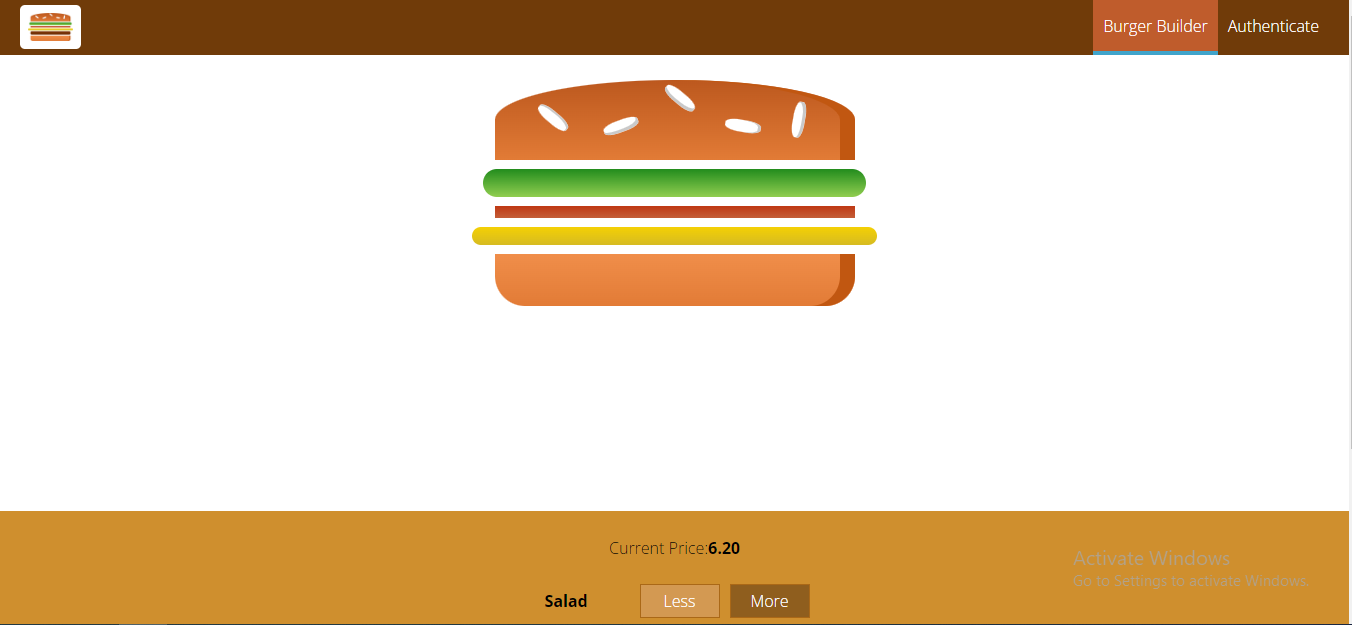 Burger Builder Authenticate
Current Price:6.20
Activate Windows
Go to Settings to activate Windows.
Salad Less More